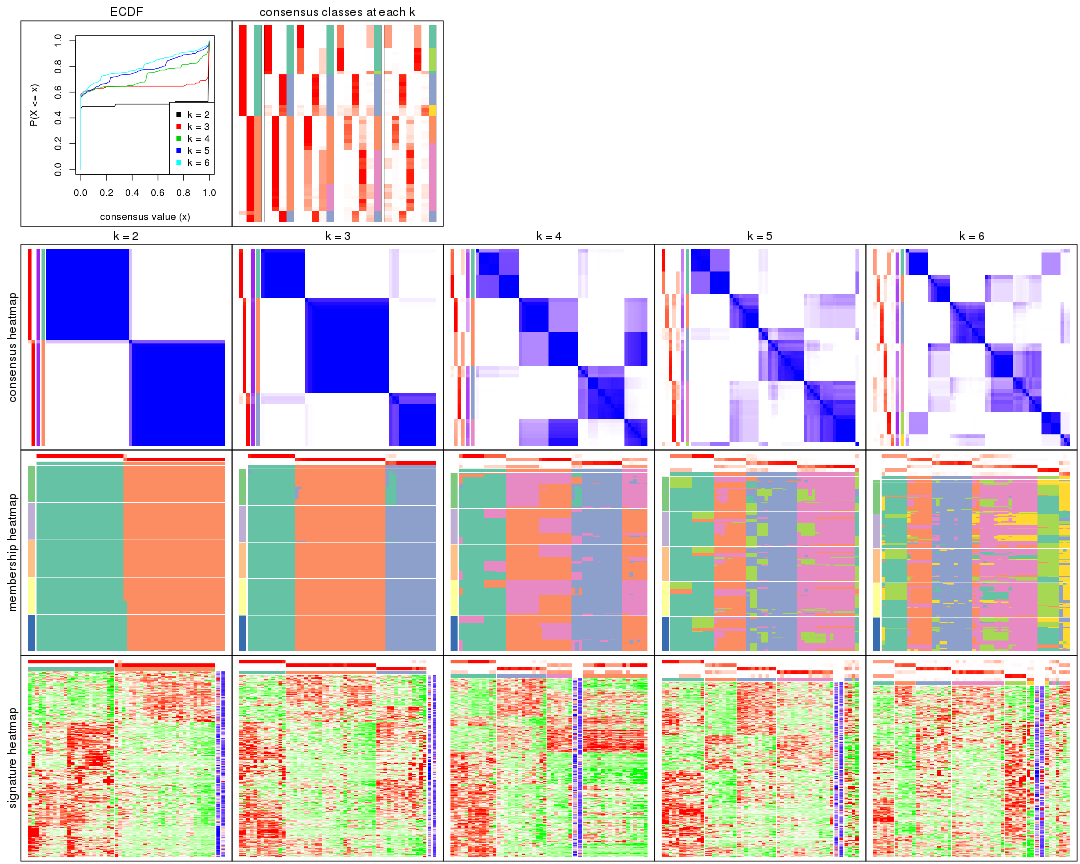 ECDF
consensus classes at each k
P(X <= x)
0.0 0.2 0.4 0.6 0.8 1.0
k = 2
k = 3
k = 4
k = 5
k = 6
0.0 0.2 0.4 0.6 0.8 1.0
consensus value (x)
k = 2 k = 3 k = 4 k = 5 k = 6
consensus heatmap
membership heatmap
signature heatmap